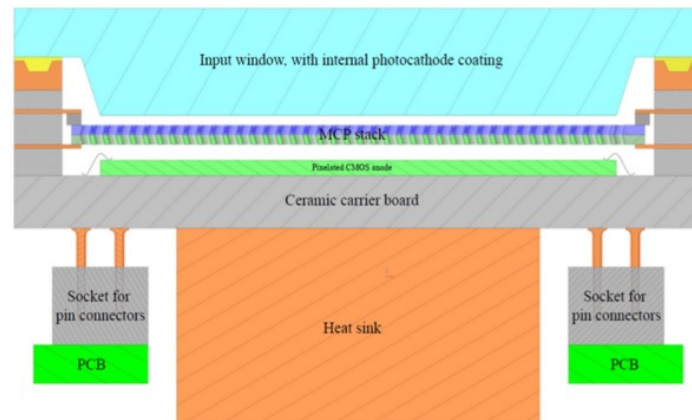 Input window, with internal photocathode coating
MCP stack
Pixelated CMOS anode
Ceramic carrier board
Socket for
pin connectors
Heat sink
Socket for
pin connectors
PCB
PCB